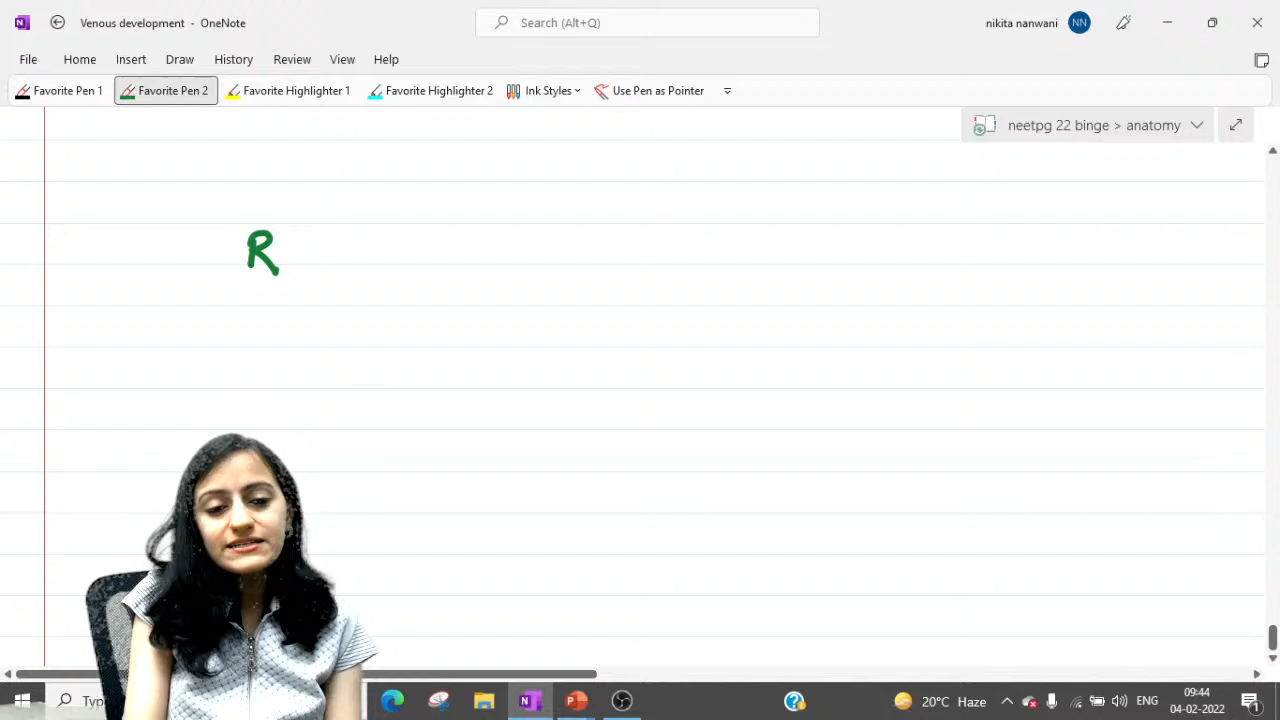 Venous development - OneNote
Search (Alt+Q)
nikita nanwani
NN
File Home Insert Draw History Review View Help
Favorite Pen 1 Favorite Pen 2 Favorite Highlighter 1 Favorite Highlighter 2 Ink Styles Use Pen as Pointer
neetpg 22 binge > anatomy
R
Typ
20°C Haze
ENG
09:44
04-02-2022
1